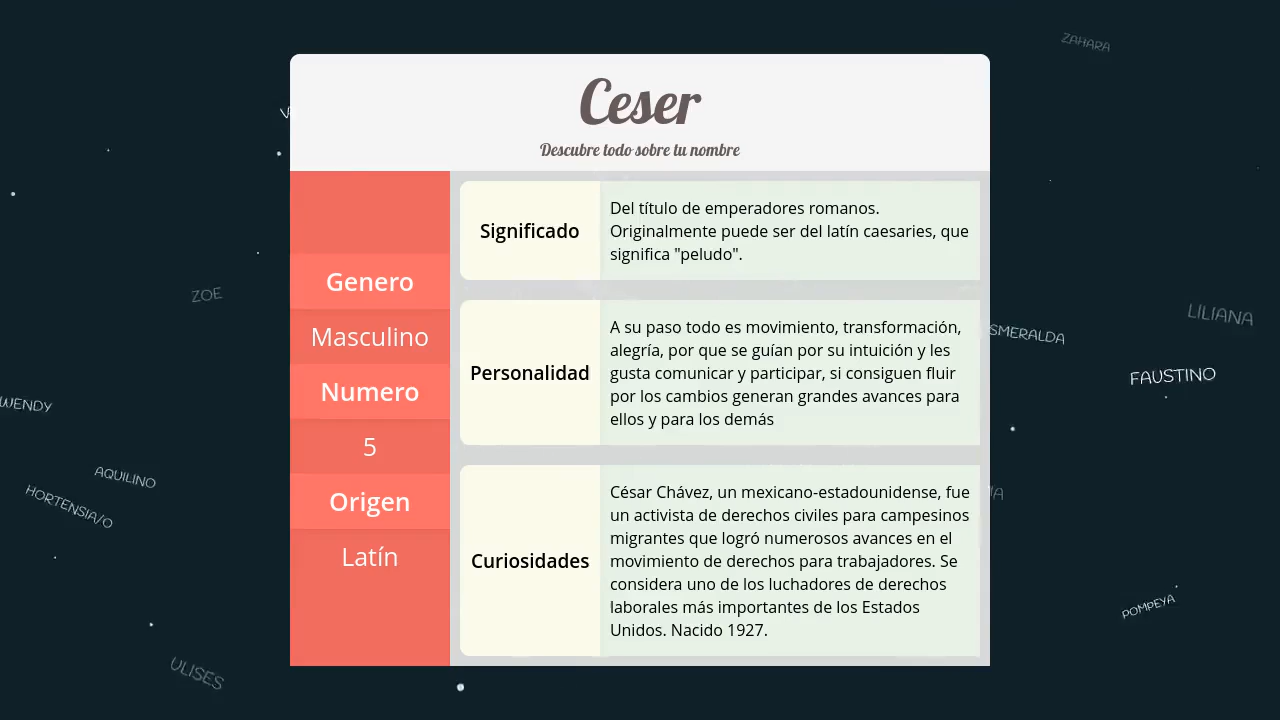 ZAHARA
Ceser
Descubre todo sobre tu nombre
Genero
Masculino
Numero
5
Origen
Latín
Significado
Del título de emperadores romanos.
Originalmente puede ser del latín caesaries, que
significa "peludo".
Personalidad
A su paso todo es movimiento, transformación,
alegría, por que se guían por su intuición y les
gusta comunicar y participar, si consiguen fluir
por los cambios generan grandes avances para
ellos y para los demás
Curiosidades
César Chávez, un mexicano-estadounidense, fue
un activista de derechos civiles para campesinos
migrantes que logró numerosos avances en el
movimiento de derechos para trabajadores. Se
considera uno de los luchadores de derechos
laborales más importantes de los Estados
Unidos. Nacido 1927.
ZOE
WENDY
AQUILINO
HORTENSIA/O
ULISES
LILIANA
SMERALDA
FAUSTINO
POMPEYA